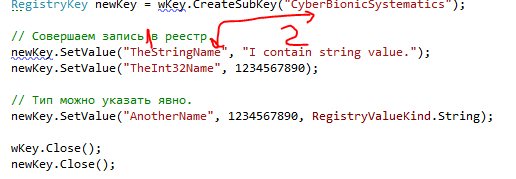 RegistryKey newKey = wKey.CreateSubKey("CyberBionicSystematics");
// Совершаем запись в реестр.
1
2
newKey.SetValue("TheStringName", "I contain string value.");
newKey.SetValue("TheInt32Name", 1234567890);
// Тип можно указать явно.
newKey.SetValue("AnotherName", 1234567890, RegistryValueKind.String);
wKey.Close();
newKey.Close();